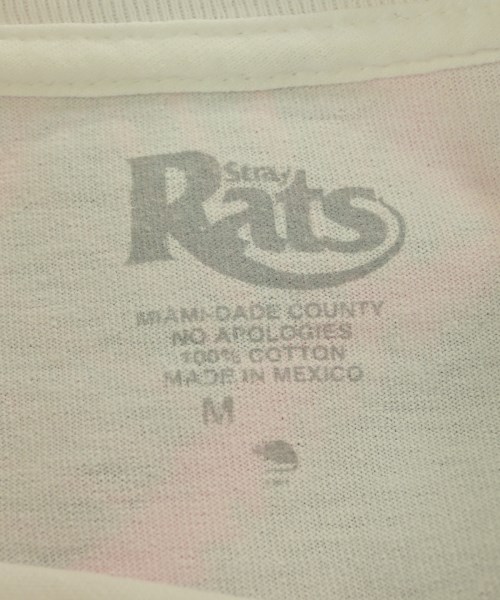 Stray
Rats
MIAMI-DADE COUNTY
NO APOLOGIES
100% COTTON
MADE IN MEXICO
M